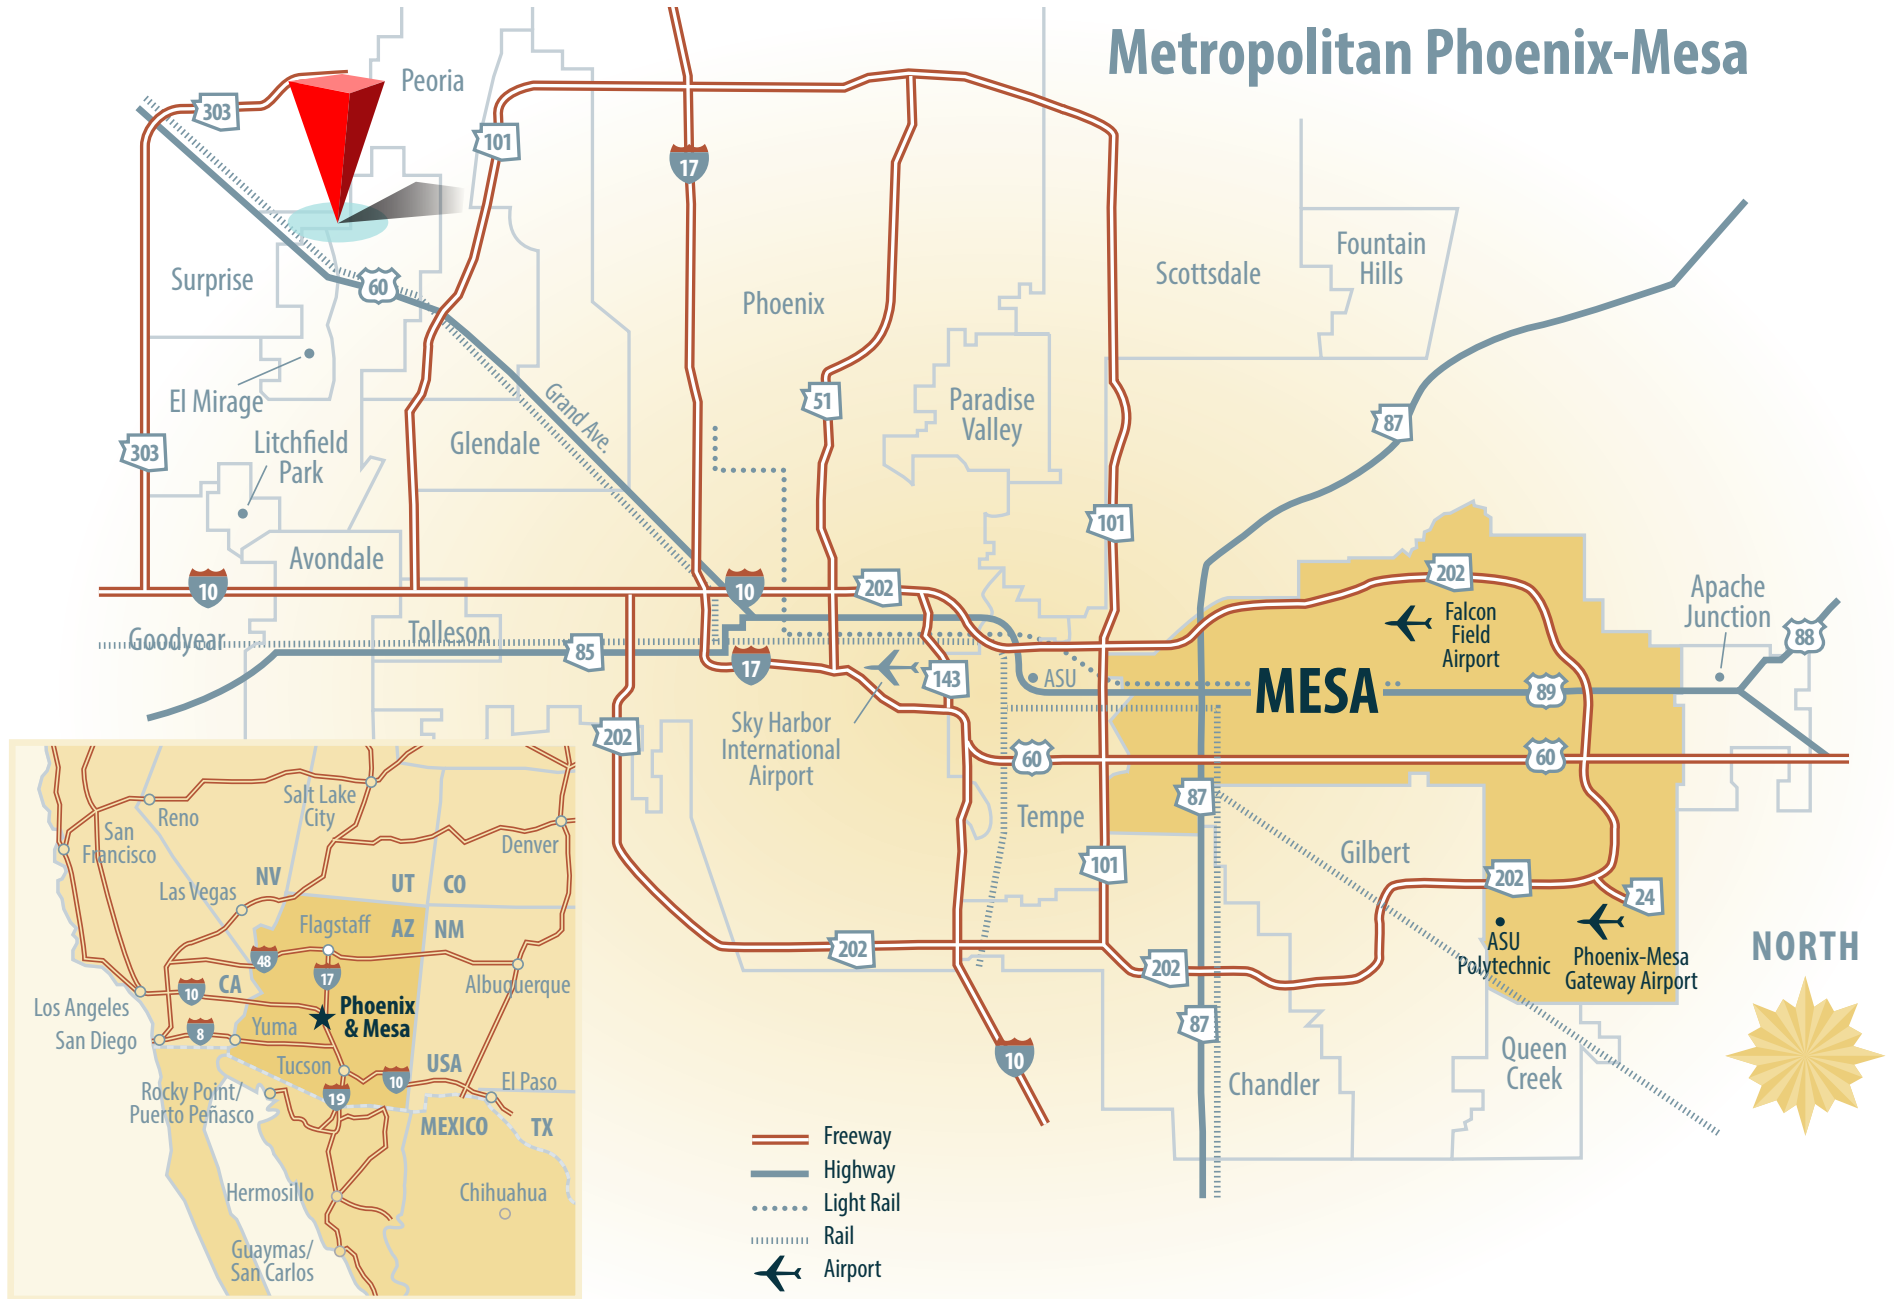 Metropolitan Phoenix-Mesa
Peoria
303
101
17
Surprise
60
Phoenix
Scottsdale
Fountain
Hills
El Mirage
Grand Ave.
51
Paradise
Valley
87
303
Litchfield
Park
Glendale
101
Avondale
10
10
202
202
Falcon
Field
Airport
Apache
Junction
88
Goodyear
Tolleson
85
17
143
ASU
MESA
89
Sky Harbor
International
Airport
202
60
60
87
Tempe
Gilbert
101
202
24
ASU
Polytechnic
Phoenix-Mesa
Gateway Airport
NORTH
202
202
87
10
Chandler
Queen
Creek
Salt Lake
City
Reno
San
Francisco
Denver
Las Vegas
NV
UT
CO
Flagstaff
AZ
NM
48
17
CA
10
Albuquerque
Los Angeles
Phoenix
& Mesa
San Diego
8
Yuma
Tucson
10
USA
El Paso
Rocky Point/
Puerto Peñasco
19
MEXICO
TX
Hermosillo
Chihuahua
Guaymas/
San Carlos
Freeway
Highway
Light Rail
Rail
Airport